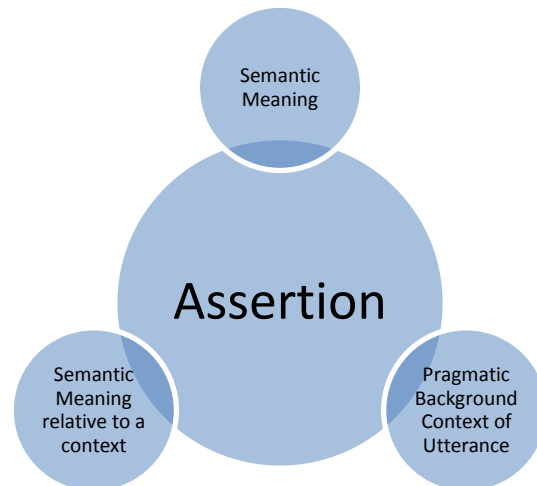 Semantic
Meaning
Assertion
Semantic
Meaning
relative to a
context
Pragmatic
Background
Context of
Utterance